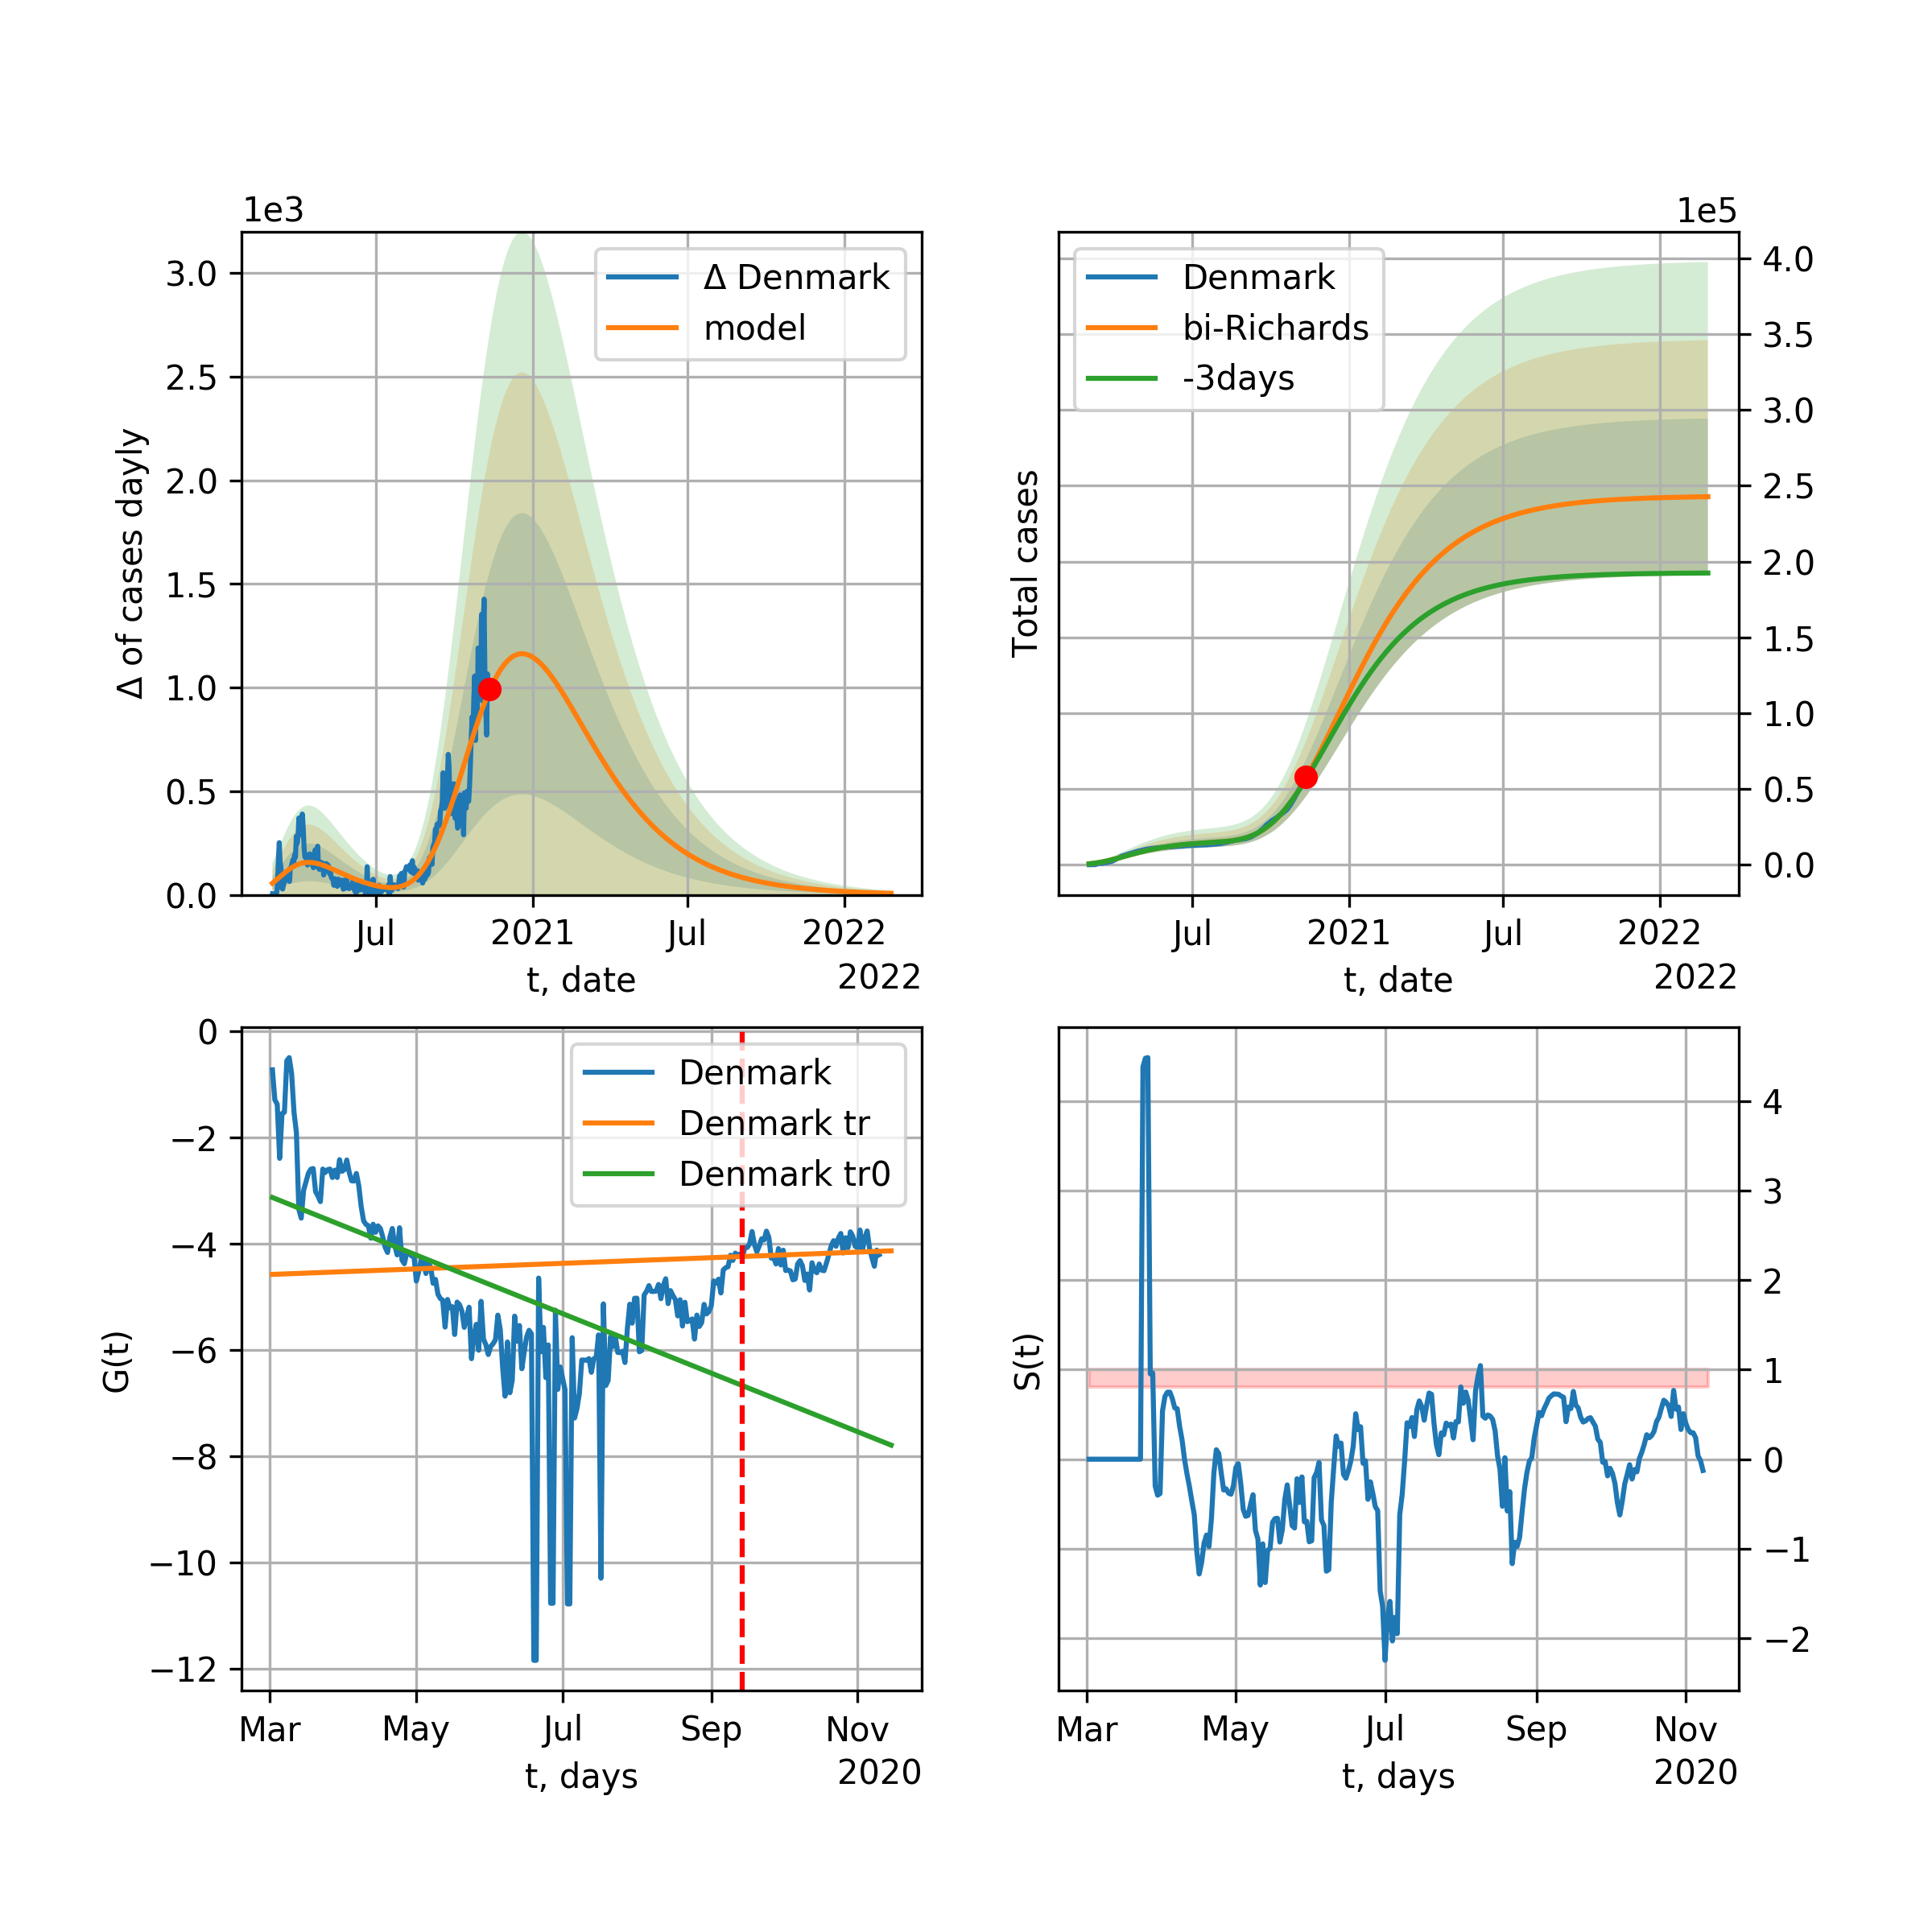 1e3
Δ of cases dayly
3.0
2.5
2.0
1.5
1.0
0.5
0.0
Δ Denmark
model
Jul
2021
Jul
2022
t, date
2022
1e5
Total cases
Denmark
bi-Richards
-3days
4.0
3.5
3.0
2.5
2.0
1.5
1.0
0.5
0.0
Jul
2021
Jul
2022
t, date
2022
G(t)
0
−2
−4
−6
−8
−10
−12
Denmark
Denmark tr
Denmark tr0
Mar
May
Jul
Sep
Nov
t, days
2020
S(t)
4
3
2
1
0
−1
−2
Mar
May
Jul
Sep
Nov
t, days
2020